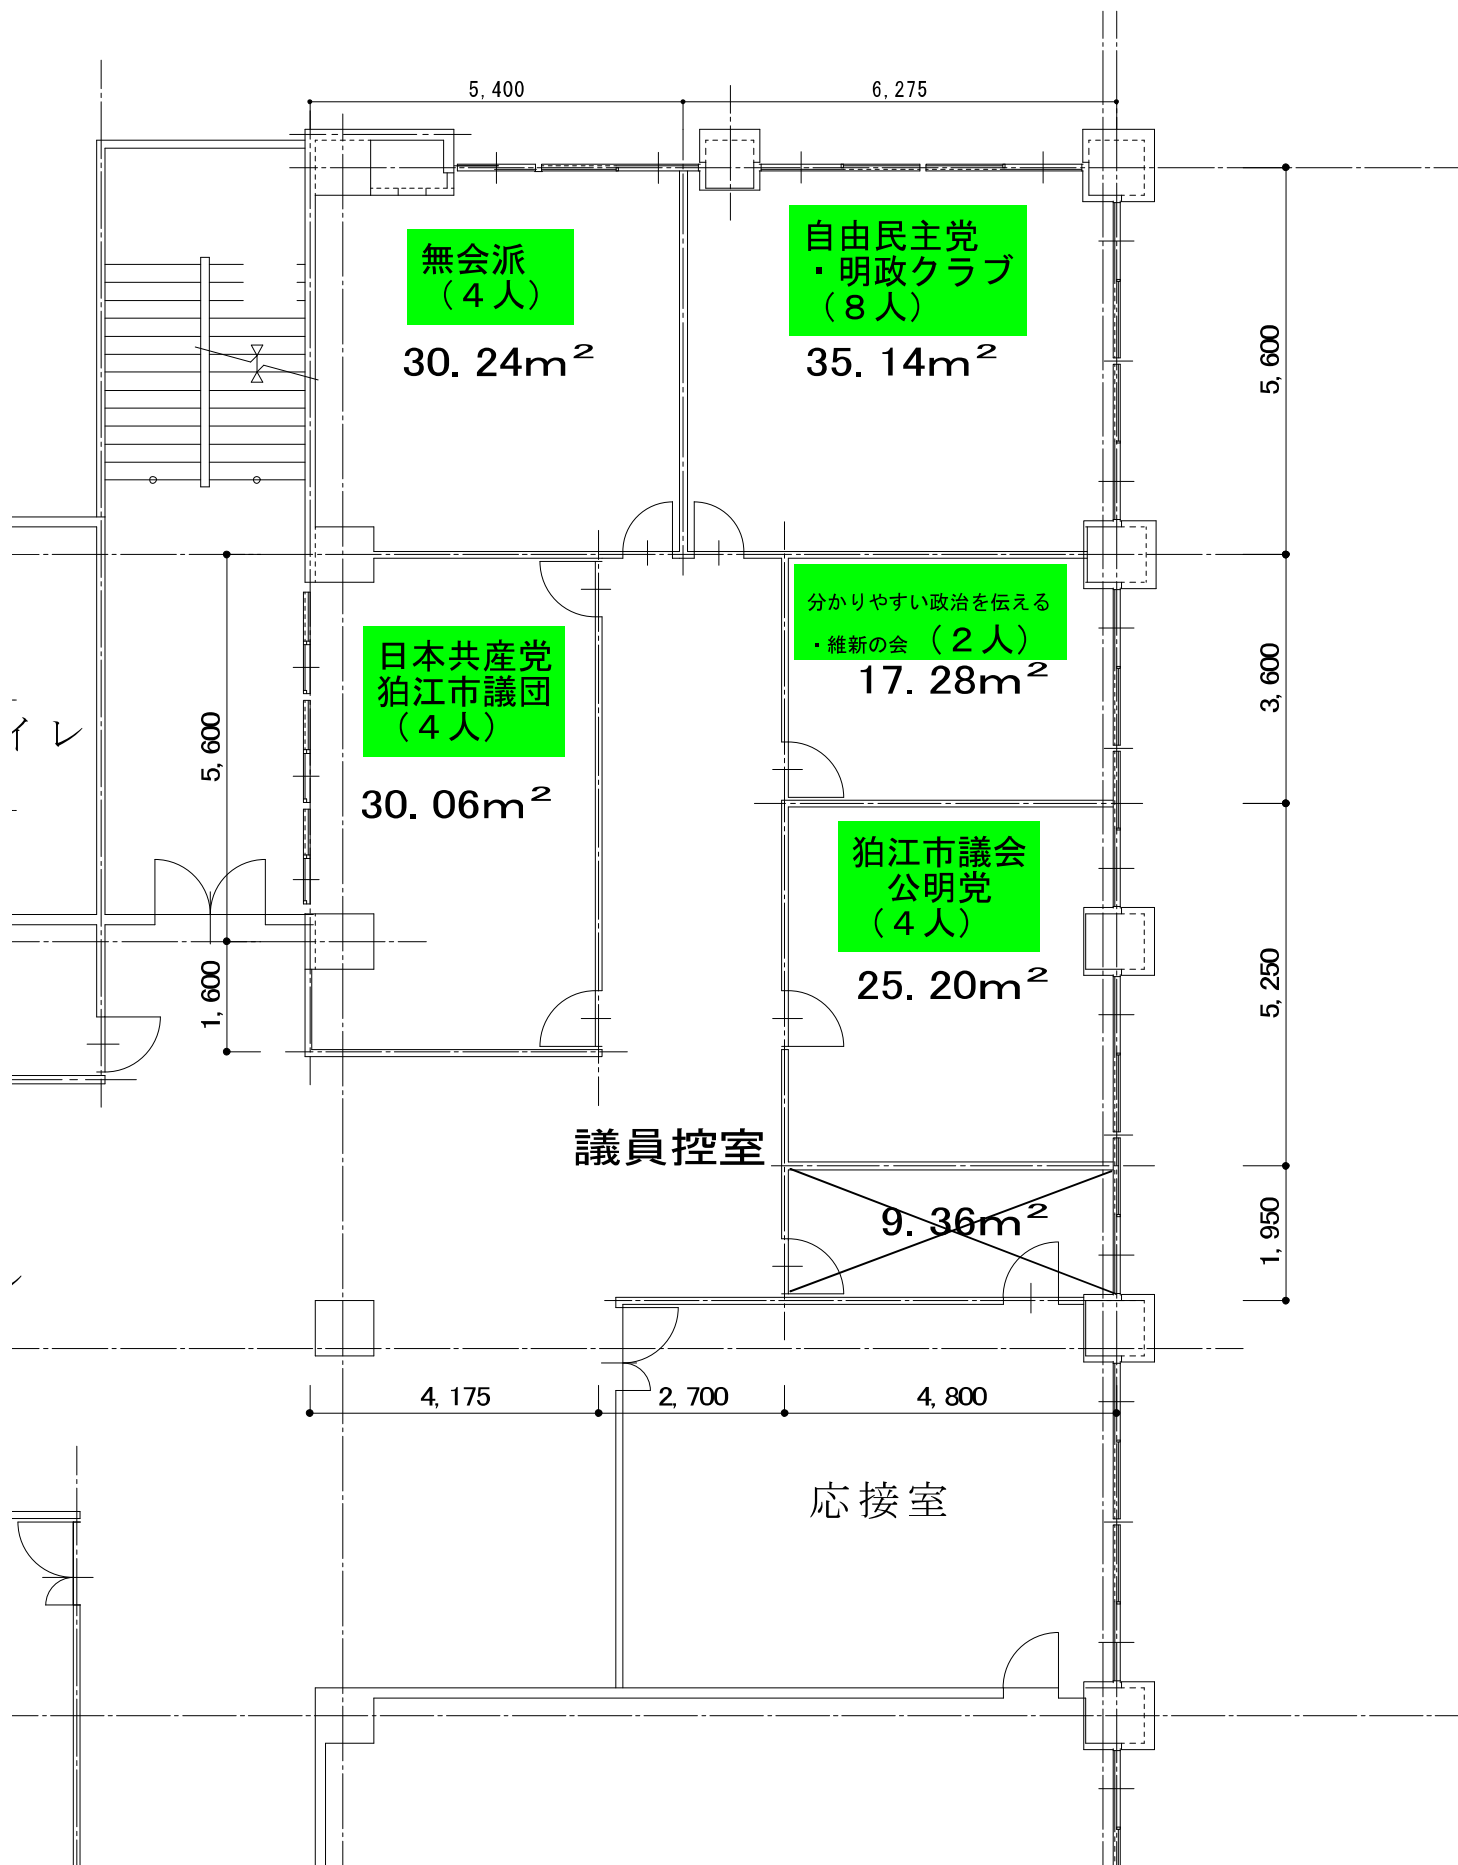 5,400
6,275
無会派
（４人）
30.24m²
自由民主党
・明政クラブ
（８人）
35.14m²
5,600
分かりやすい政治を伝える
・維新の会 （２人）
17.28m²
3,600
日本共産党
狛江市議団
（４人）
30.06m²
5,600
イレ
狛江市議会
公明党
（４人）
25.20m²
5,250
1,600
議員控室
9.36m²
1,950
4,175
2,700
4,800
応接室